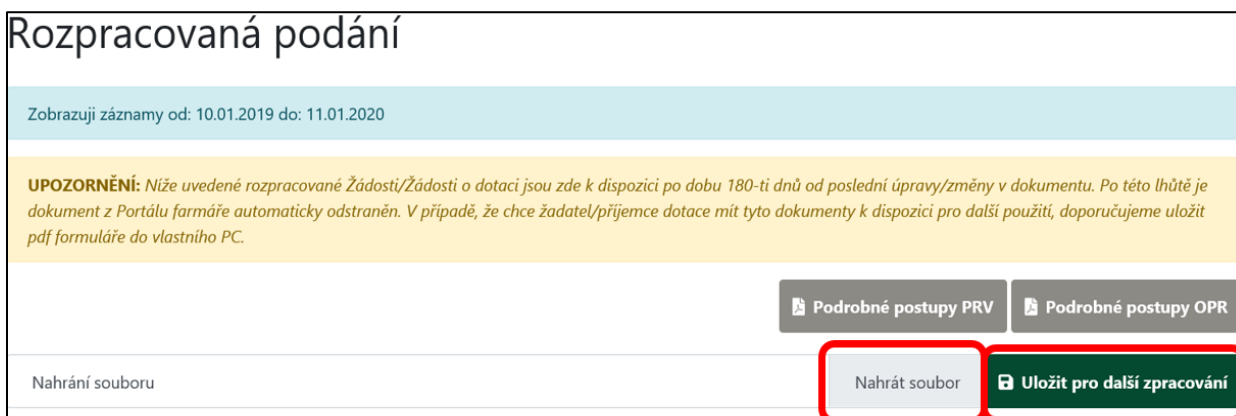 Rozpracovaná podání
Zobrazuji záznamy od: 10.01.2019 do: 11.01.2020
UPOZORNĚNÍ: Níže uvedené rozpracované Žádosti/Žádosti o dotaci jsou zde k dispozici po dobu 180-ti dnů od poslední úpravy/změny v dokumentu. Po této lhůtě je
dokument z Portálu farmáře automaticky odstraněn. V případě, že chce žadatel/příjemce dotace mít tyto dokumenty k dispozici pro další použití, doporučujeme uložit
pdf formuláře do vlastního PC.
Podrobné postupy PRV Podrobné postupy OPR
Nahrání souboru Nahrát soubor Uložit pro další zpracování